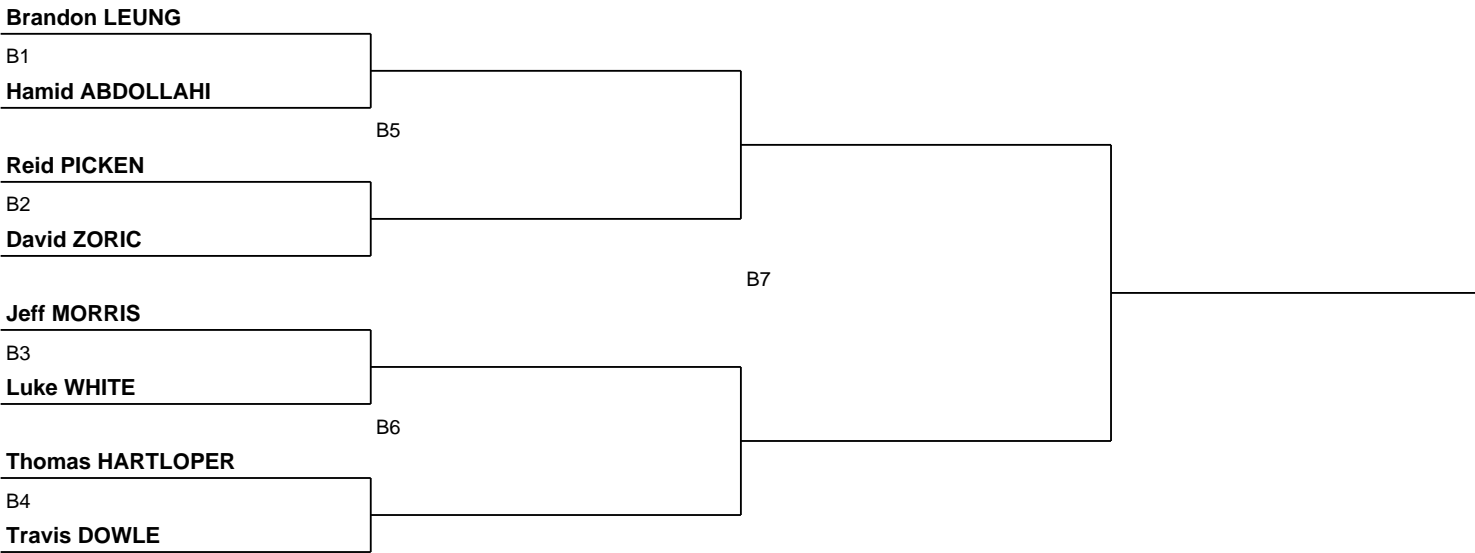 Brandon LEUNG
B1
Hamid ABDOLLAHI
B5
Reid PICKEN
B2
David ZORIC
B7
Jeff MORRIS
B3
Luke WHITE
B6
Thomas HARTLOPER
B4
Travis DOWLE